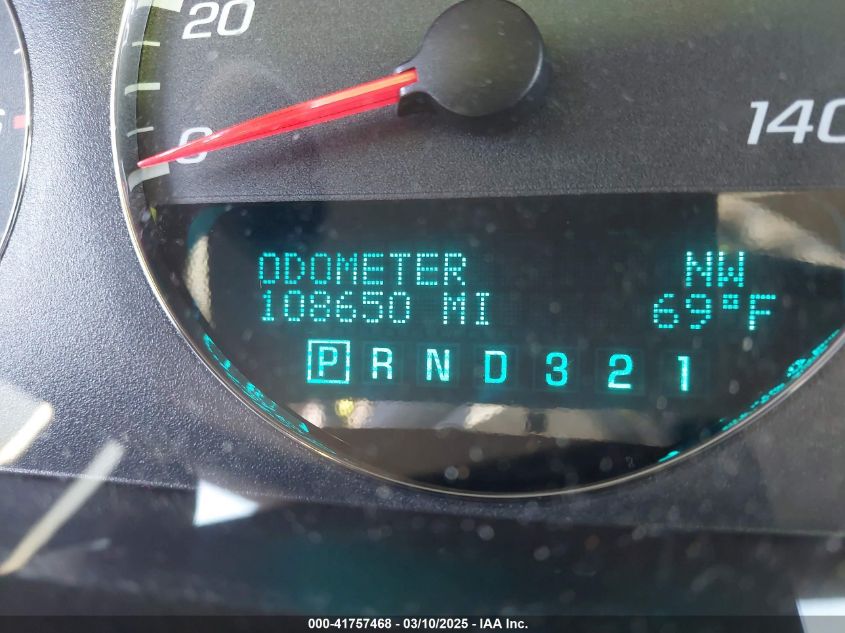 20
0
140
ODOMETER NW
108650 MI 69°F
P R N D 3 2 1
000-41757468 - 03/10/2025 - IAA Inc.